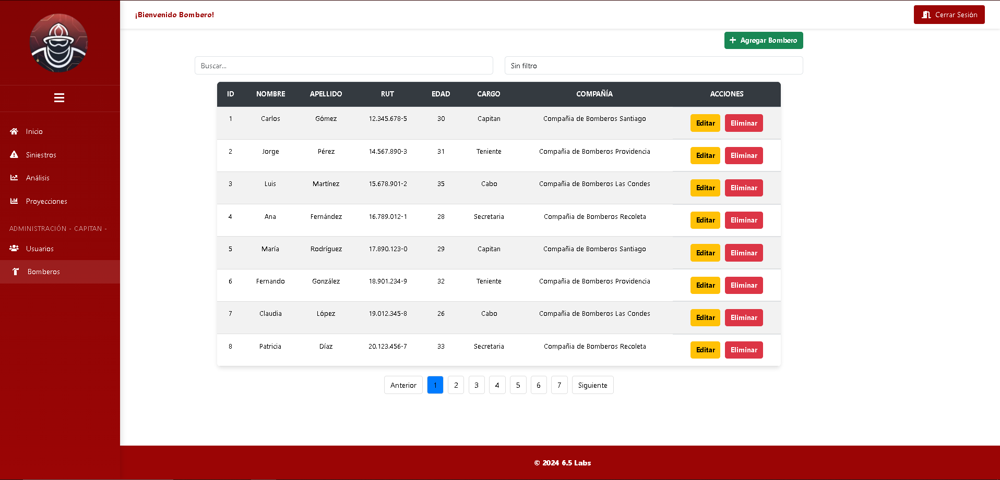 ¡Bienvenido Bombero!
Cerrar Sesión
Agregar Bombero
Buscar...
Sin filtro
Inicio
Siniestros
Análisis
Proyecciones
ADMINISTRACIÓN - CAPITAN -
Usuarios
Bomberos
ID NOMBRE APELLIDO RUT EDAD CARGO COMPAÑÍA ACCIONES
1 Carlos Gómez 12.345.678-5 30 Capitan Compañia de Bomberos Santiago Editar Eliminar
2 Jorge Pérez 14.567.890-3 31 Teniente Compañia de Bomberos Providencia Editar Eliminar
3 Luis Martínez 15.678.901-2 35 Cabo Compañia de Bomberos Las Condes Editar Eliminar
4 Ana Fernández 16.789.012-1 28 Secretaria Compañia de Bomberos Recoleta Editar Eliminar
5 María Rodríguez 17.890.123-0 29 Capitan Compañia de Bomberos Santiago Editar Eliminar
6 Fernando González 18.901.234-9 32 Teniente Compañia de Bomberos Providencia Editar Eliminar
7 Claudia López 19.012.345-8 26 Cabo Compañia de Bomberos Las Condes Editar Eliminar
8 Patricia Díaz 20.123.456-7 33 Secretaria Compañia de Bomberos Recoleta Editar Eliminar
Anterior 1 2 3 4 5 6 7 Siguiente
© 2024 6.5 Labs